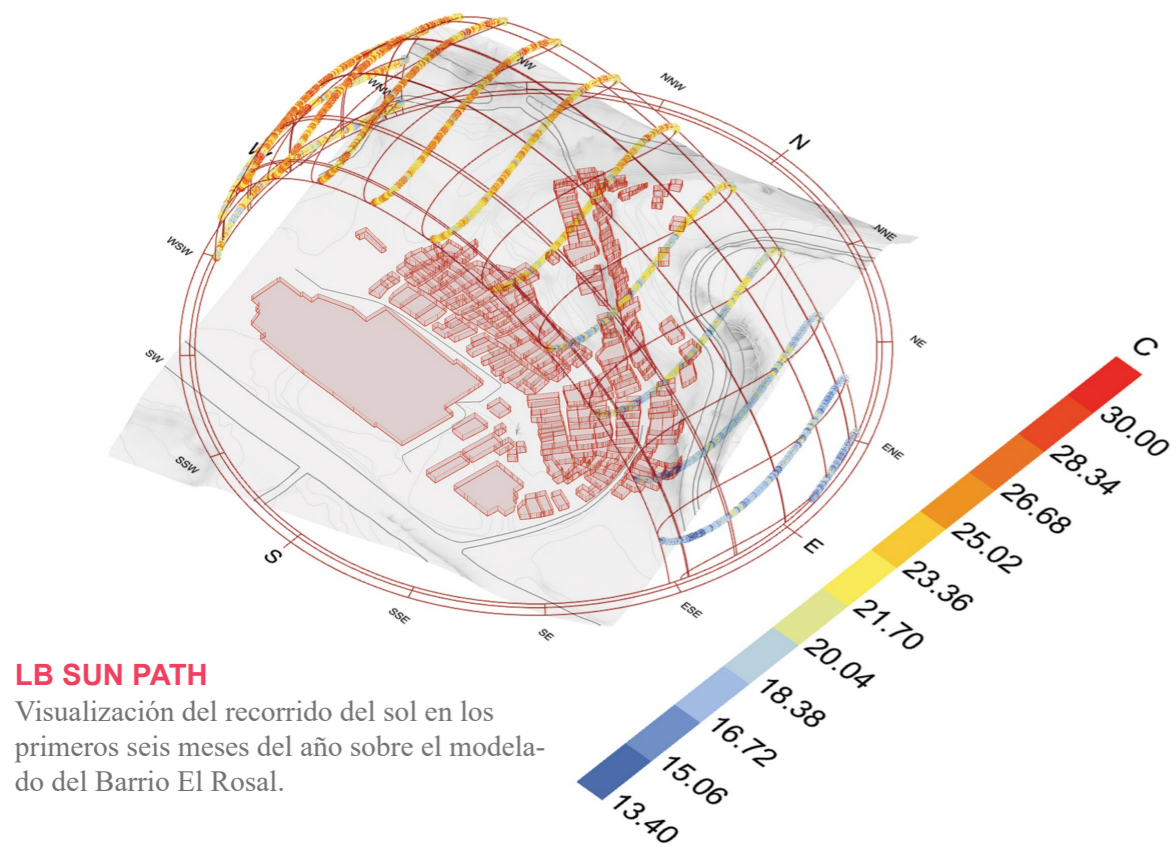 NW
NNW
WNW
N
W
NNE
WSW
NE
SW
C
30.00
ENE
28.34
SSW
26.68
25.02
E
S
23.36
21.70
SSE
ESE
SE
20.04
18.38
16.72
15.06
13.40
LB SUN PATH
Visualización del recorrido del sol en los
primeros seis meses del año sobre el modela-
do del Barrio El Rosal.